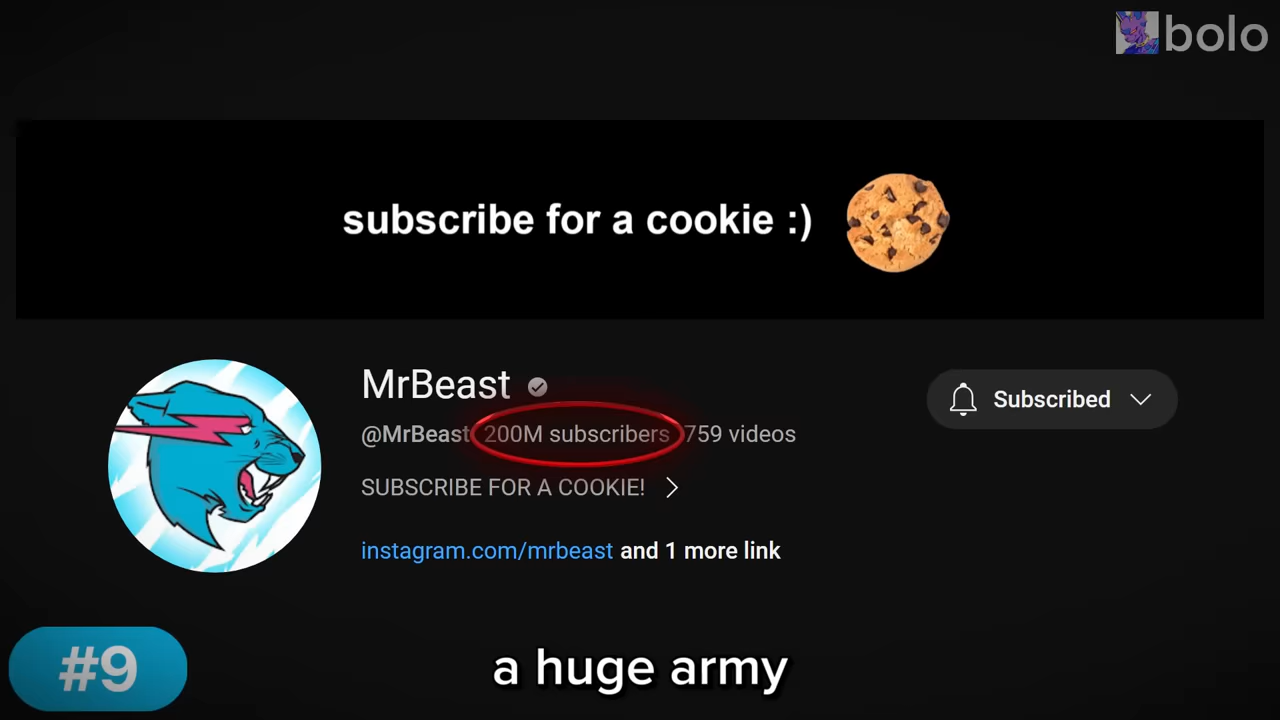 bolo
subscribe for a cookie :)
MrBeast
@MrBeast 200M subscribers 759 videos
Subscribed
SUBSCRIBE FOR A COOKIE!
instagram.com/mrbeast and 1 more link
#9
a huge army